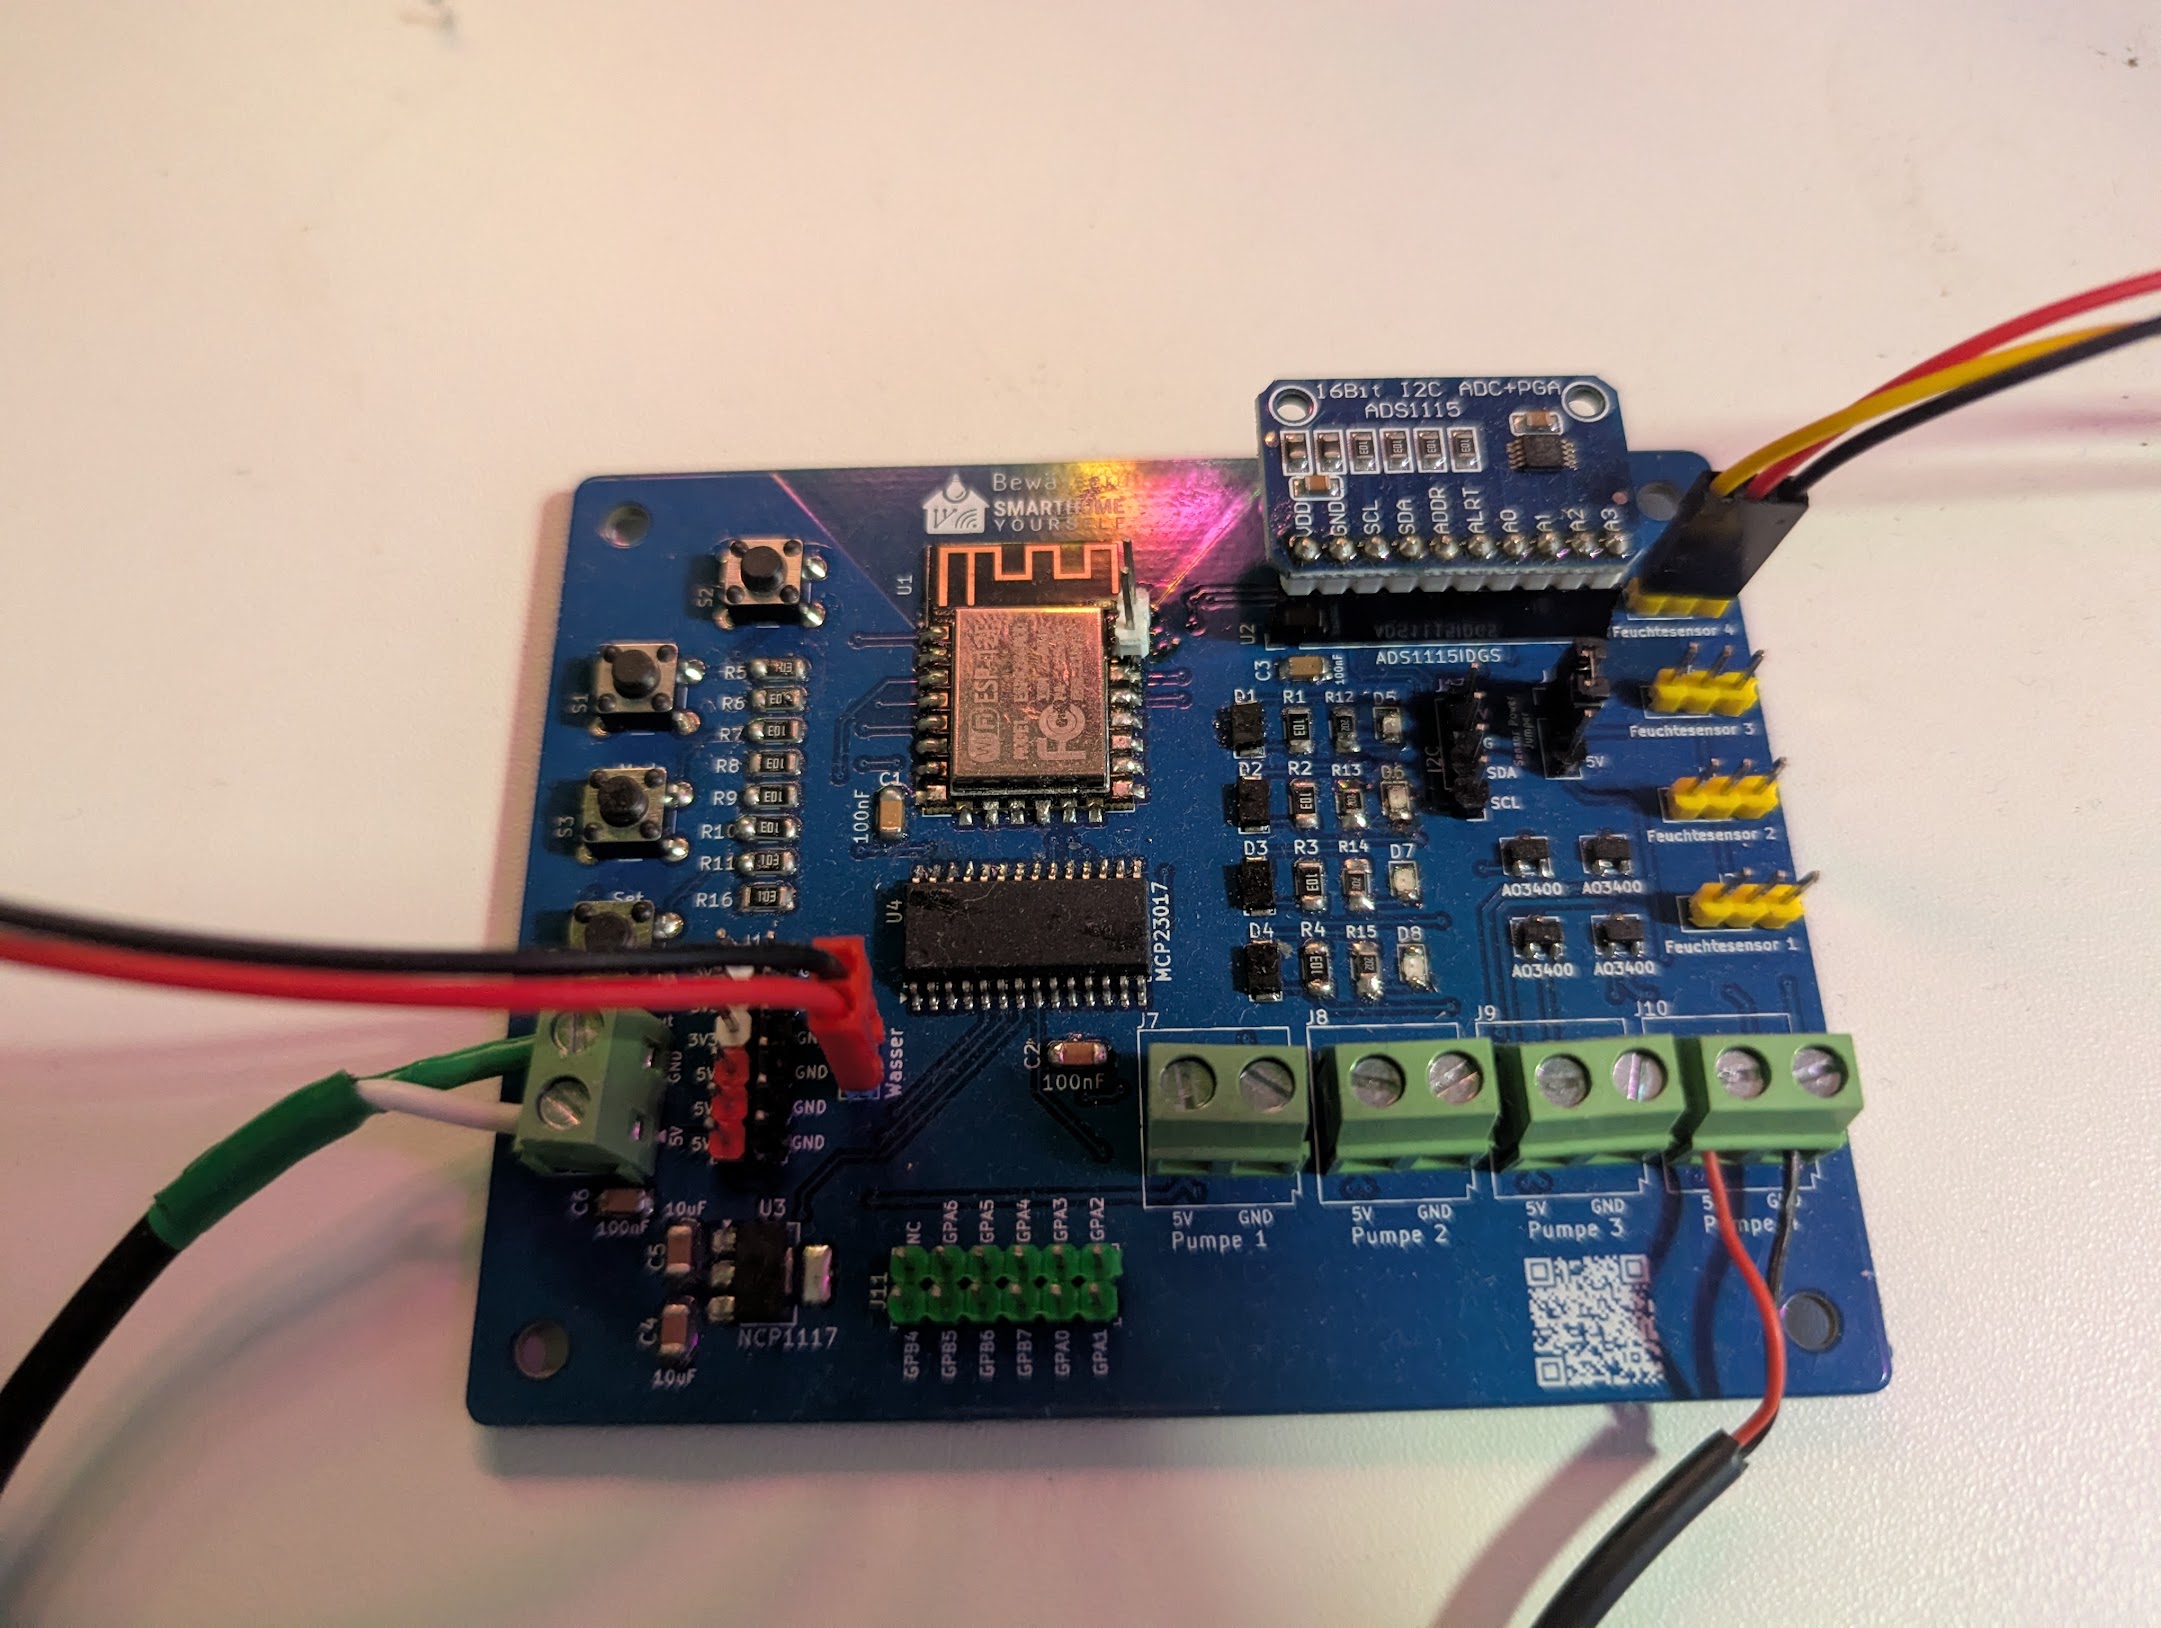 16Bit I2C ADC+PGA
ADS1115
VDD
GND
SCL
SDA
ADDR
ALRT
A0
A1
A2
A3
SMARTHOME
YOURSELF
U1
S2
S1
S3
Set
R5
R6
R7
R8
R9
R10
R11
R16
C1
100nF
WiFi
FC
U2
ADS1115IDGS
C3
100nF
D1
R1
R12
D5
D2
R2
R13
D6
D3
R3
R14
D7
D4
R4
R15
D8
I2C
G
SDA
SCL
5V
Feuchtesensor 4
Feuchtesensor 3
Feuchtesensor 2
Feuchtesensor 1
AO3400
AO3400
AO3400
AO3400
U4
MCP23017
C2
100nF
Wasser
3V3
5V
5V
5V
GND
GND
GND
GND
5V
J7
J8
J9
J10
5V
GND
Pumpe 1
5V
GND
Pumpe 2
5V
GND
Pumpe 3
C6
100nF
10uF
C5
U3
C4
NCP1117
10uF
J11
NC
GPA6
GPA5
GPA4
GPA3
GPA2
GPB4
GPB5
GPB6
GPB7
GPA0
GPA1